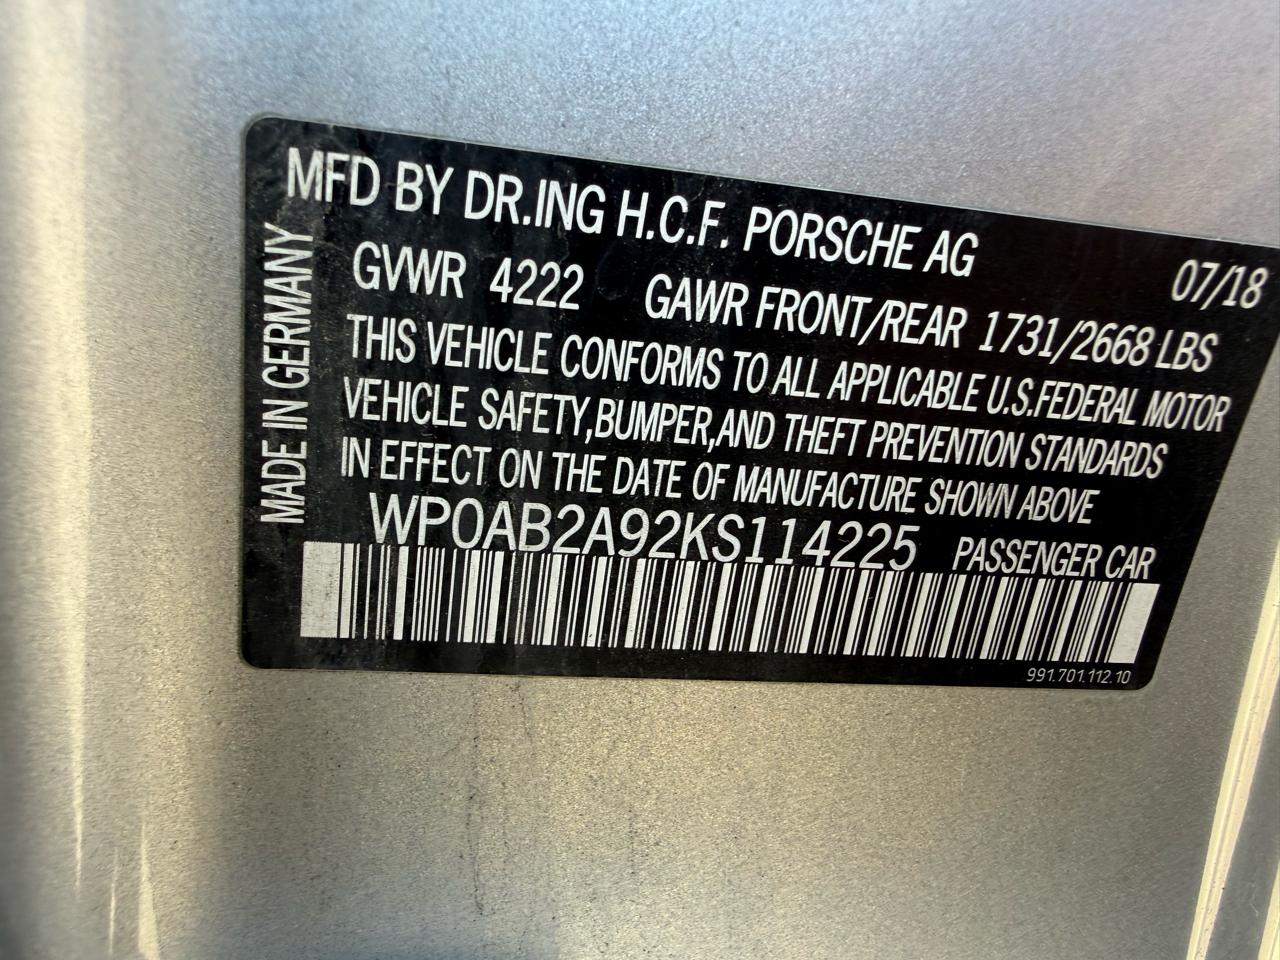 MFD BY DR.ING H.C.F. PORSCHE AG
07/18
GVWR 4222 GAWR FRONT/REAR 1731/2668 LBS
THIS VEHICLE CONFORMS TO ALL APPLICABLE U.S.FEDERAL MOTOR
VEHICLE SAFETY,BUMPER,AND THEFT PREVENTION STANDARDS
IN EFFECT ON THE DATE OF MANUFACTURE SHOWN ABOVE
WP0AB2A92KS114225 PASSENGER CAR
991.701.112.10
MADE IN GERMANY